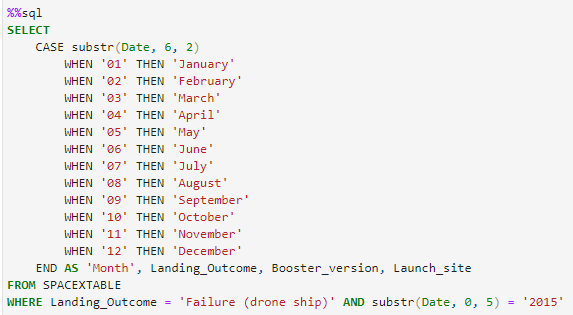 %%sql
SELECT
    CASE substr(Date, 6, 2)
        WHEN '01' THEN 'January'
        WHEN '02' THEN 'February'
        WHEN '03' THEN 'March'
        WHEN '04' THEN 'April'
        WHEN '05' THEN 'May'
        WHEN '06' THEN 'June'
        WHEN '07' THEN 'July'
        WHEN '08' THEN 'August'
        WHEN '09' THEN 'September'
        WHEN '10' THEN 'October'
        WHEN '11' THEN 'November'
        WHEN '12' THEN 'December'
    END AS 'Month', Landing_Outcome, Booster_version, Launch_site
FROM SPACEXTABLE
WHERE Landing_Outcome = 'Failure (drone ship)' AND substr(Date, 0, 5) = '2015'